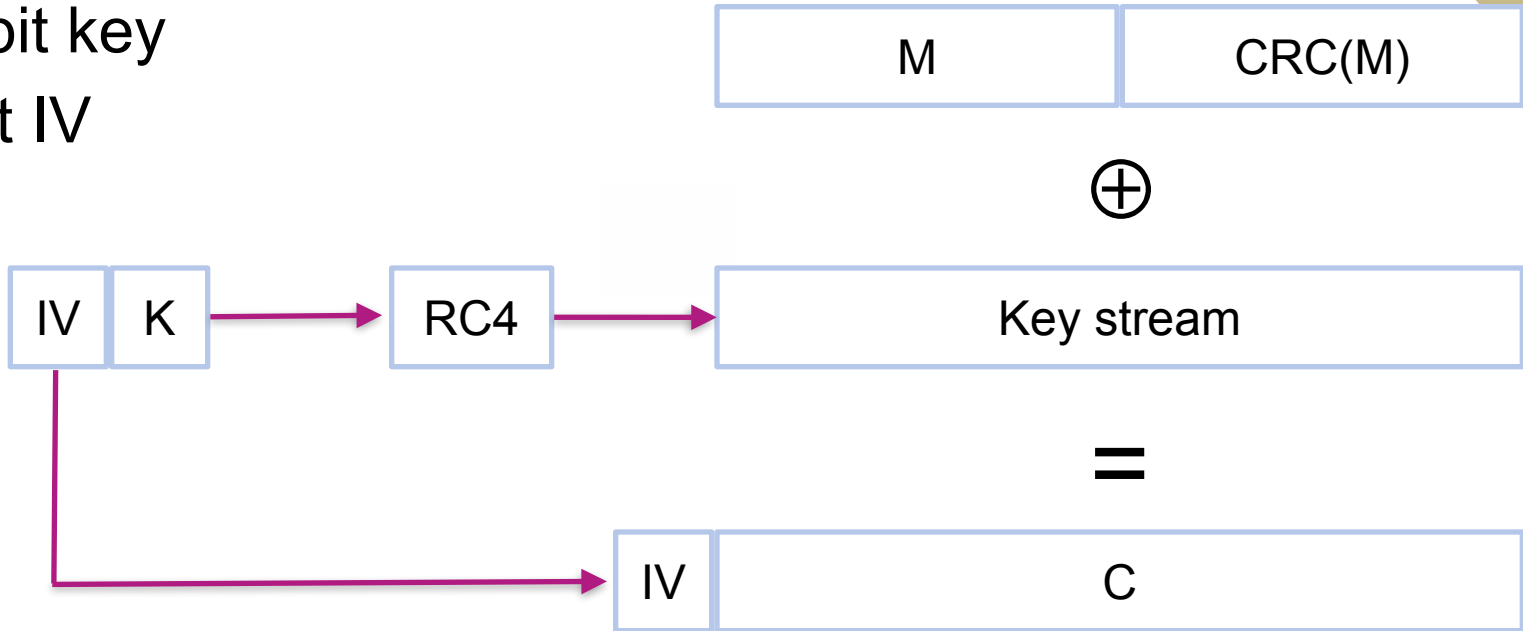 bit key
t IV
M CRC(M)
⊕
IV K RC4 Key stream
=
IV C